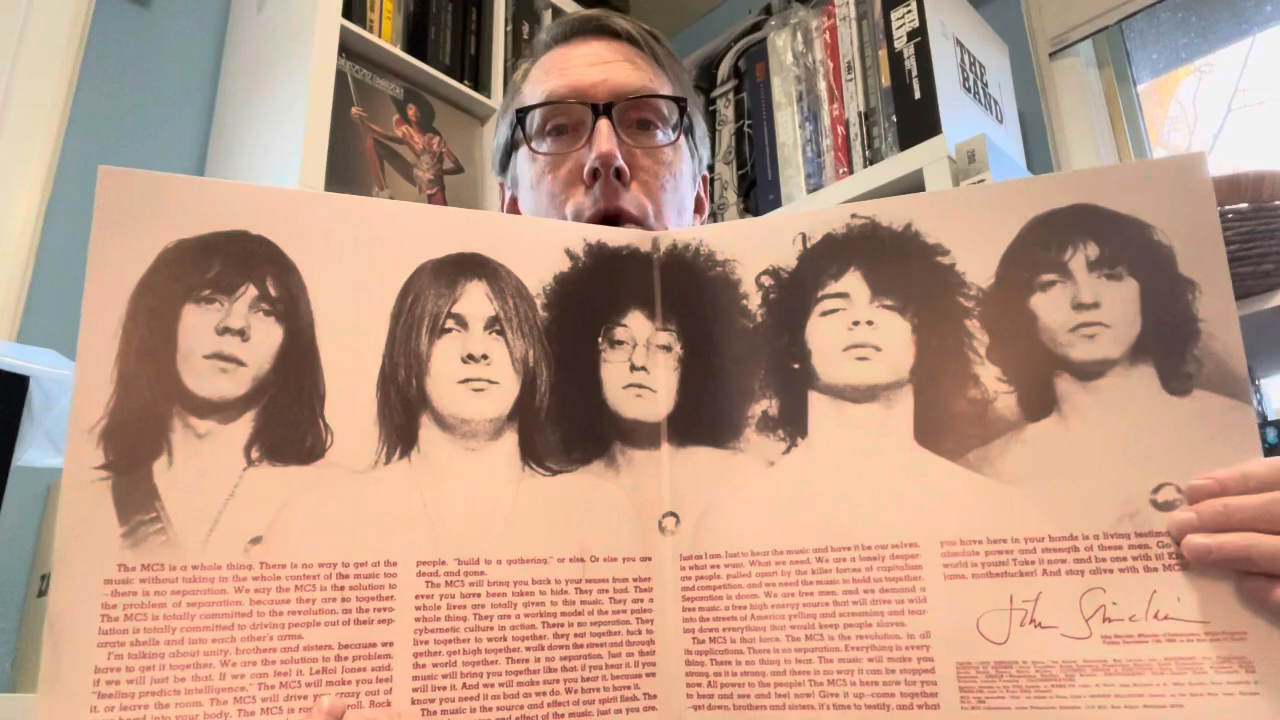 THE BAND
THE BAND
The MC5 is a whole thing. There is no way to get at the
music without taking in the whole context of the music too
—there is no separation. We say the MC5 is the solution to
the problem of separation, because they are so together.
The MC5 is totally committed to the revolution, as the revo-
lution is totally committed to driving people out of their sep-
arate shells and into each other's arms.
I'm talking about unity, brothers and sisters, because we
have to get it together. We are the solution to the problem,
if we will just be that. If we can feel it, LeRoi Jones said,
"feeling predicts intelligence." The MC5 will make you feel
it, or leave the room. The MC5 will drive you crazy out of
head into your body. The MC5 is roll. Rock
people, "build to a gathering," or else. Or else you are
dead, and gone.
The MC5 will bring you back to your senses from wher-
ever you have been taken to hide. They are bad. Their
whole lives are totally given to this music. They are a
whole thing. They are a working model of the new paleo-
cybernetic culture in action. There is no separation. They
live together to work together, they eat together, fuck to-
gether, get high together, walk down the street and through
the world together. There is no separation. Just as their
music will bring you together like that, if you hear it. If you
will live it. And we will make sure you hear it, because we
know you need it as bad as we do. We have to have it.
The music is the source and effect of our spirit flesh. The
and effect of the music, just as you are.
Just as I am. Just to hear the music and have it be our selves,
is what we want. What we need. We are a lonely desper-
ate people, pulled apart by the killer forces of capitalism
and competition, and we need the music to hold us together.
Separation is doom. We are free men, and we demand a
free music, a free high energy source that will drive us wild
into the streets of America yelling and screaming and tear-
ing down everything that would keep people slaves.
The MC5 is that force. The MC5 is the revolution, in all
its applications. There is no separation. Everything is every-
thing. There is no thing to fear. The music will make you
strong, as it is strong, and there is no way it can be stopped
now. All power to the people! The MC5 is here now for you
to hear and see and feel now! Give it up—come together
—get down, brothers and sisters, it's time to testify, and what
you have here in your hands is a living testimo
absolute power and strength of these men. Go
world is yours! Take it now, and be one with it! K
jams, motherfucker! And stay alive with the MC5
John Sinclair